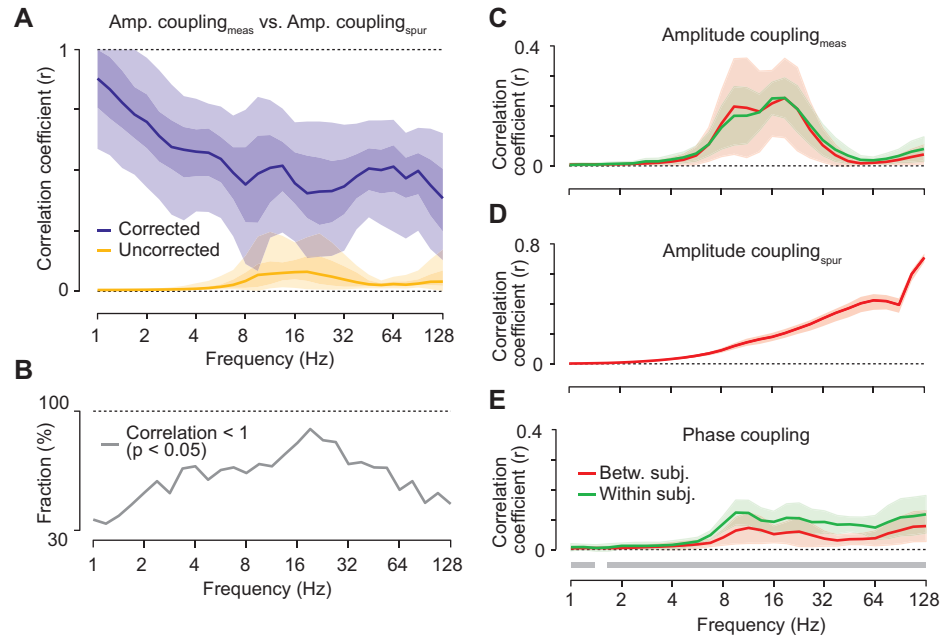 A
Amp. coupling_meas vs. Amp. coupling_spur
Correlation coefficient (r)
1
0
Corrected
Uncorrected
1 2 4 8 16 32 64 128
Frequency (Hz)
B
Fraction (%)
100
30
Correlation < 1
(p < 0.05)
1 2 4 8 16 32 64 128
Frequency (Hz)
C
Amplitude coupling_meas
Correlation
coefficient (r)
0.4
0
D
Amplitude coupling_spur
Correlation
coefficient (r)
0.8
0
E
Phase coupling
Correlation
coefficient (r)
0.4
0
Betw. subj.
Within subj.
1 2 4 8 16 32 64 128
Frequency (Hz)